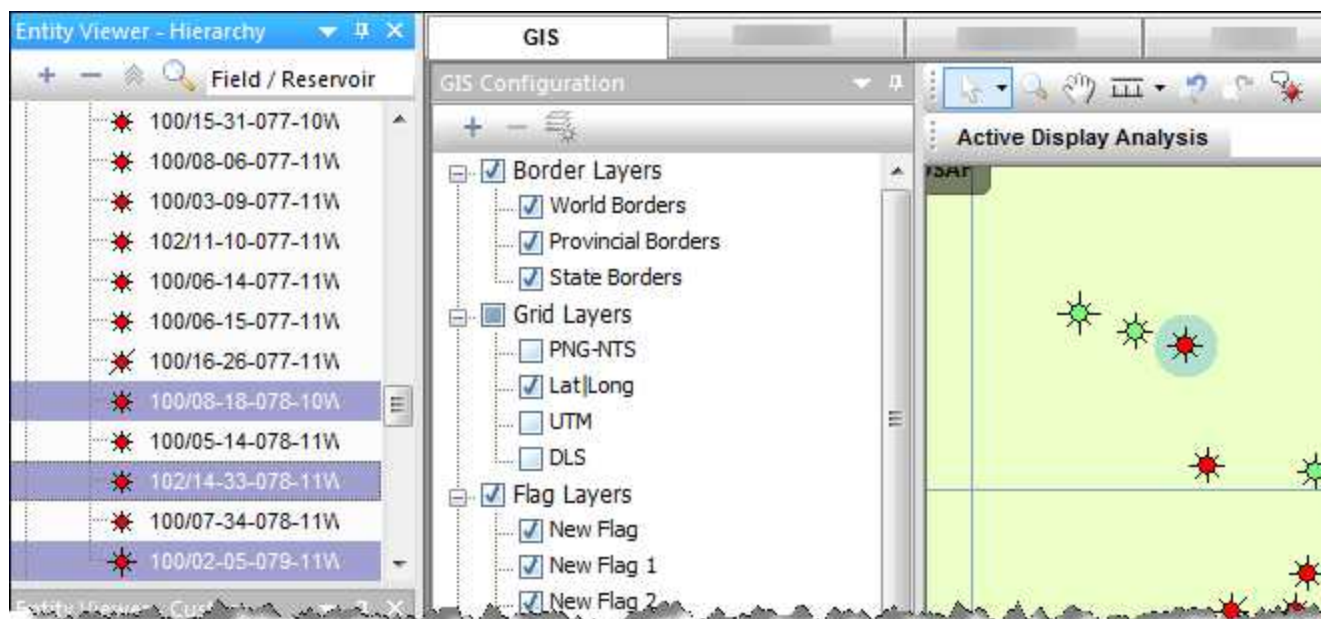 Entity Viewer - Hierarchy
Field / Reservoir
100/15-31-077-10W
100/08-06-077-11W
100/03-09-077-11W
102/11-10-077-11W
100/06-14-077-11W
100/06-15-077-11W
100/16-26-077-11W
100/08-18-078-10W
100/05-14-078-11W
102/14-33-078-11W
100/07-34-078-11W
100/02-05-079-11W
Entity Viewer - Cust
GIS
GIS Configuration
Border Layers
World Borders
Provincial Borders
State Borders
Grid Layers
PNG-NTS
Lat|Long
UTM
DLS
Flag Layers
New Flag
New Flag 1
New Flag 2
Active Display Analysis